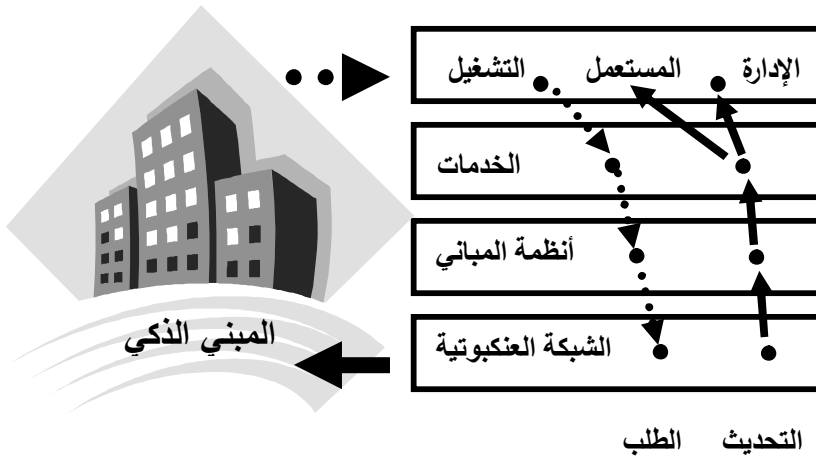 الإدارة المستعمل التشغيل
الخدمات
أنظمة المباني
الشبكة العنكبوتية
المبني الذكي
التحديث الطلب